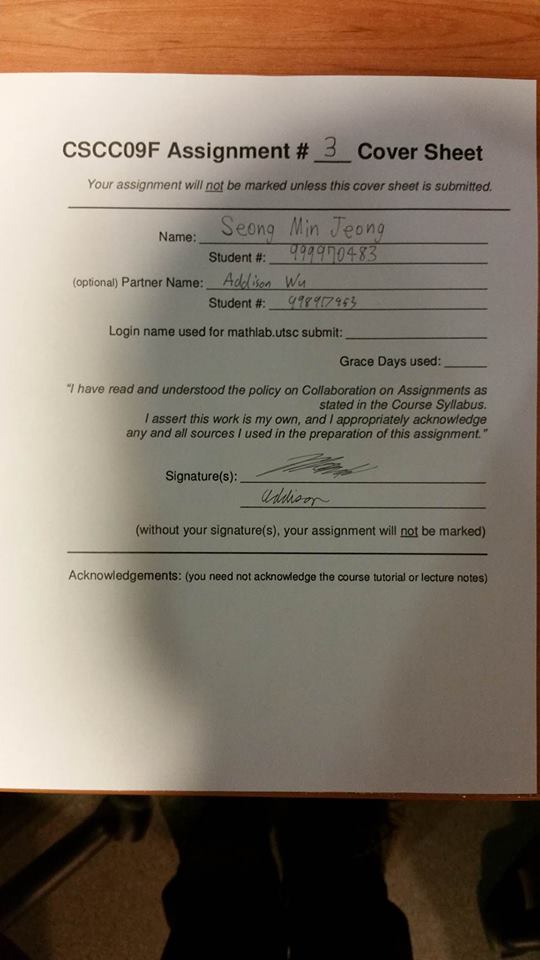 CSCC09F Assignment # 3 Cover Sheet
Your assignment will not be marked unless this cover sheet is submitted.
Name: Seong Min Jeong
Student #: 999970483
(optional) Partner Name: Addison Wu
Student #:
Login name used for mathlab.utsc submit:
Grace Days used:
"I have read and understood the policy on Collaboration on Assignments as
stated in the Course Syllabus.
I assert this work is my own, and I appropriately acknowledge
any and all sources I used in the preparation of this assignment."
Signature(s):
Addison
(without your signature(s), your assignment will not be marked)
Acknowledgements: (you need not acknowledge the course tutorial or lecture notes)